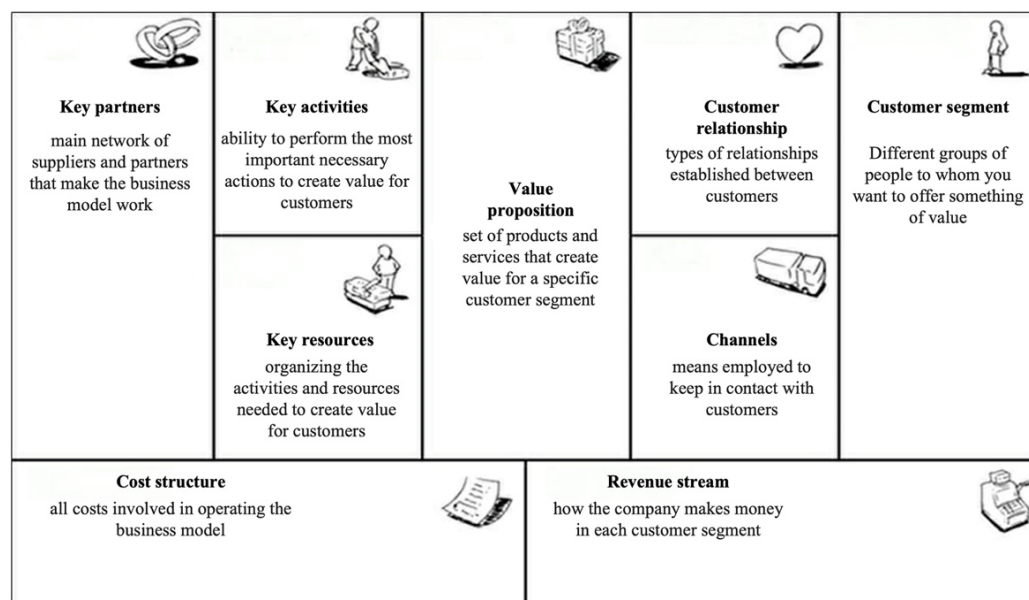 Key partners
main network of
suppliers and partners
that make the business
model work
Key activities
ability to perform the most
important necessary
actions to create value for
customers
Key resources
organizing the
activities and resources
needed to create value
for customers
Value
proposition
set of products and
services that create
value for a specific
customer segment
Customer
relationship
types of relationships
established between
customers
Channels
means employed to
keep in contact with
customers
Customer segment
Different groups of
people to whom you
want to offer something
of value
Cost structure
all costs involved in operating the
business model
Revenue stream
how the company makes money
in each customer segment